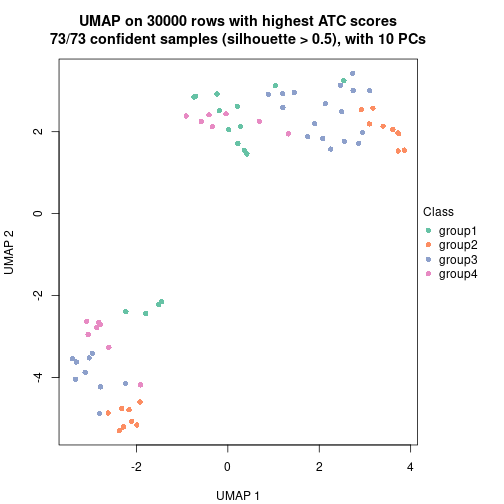 UMAP on 30000 rows with highest ATC scores
73/73 confident samples (silhouette > 0.5), with 10 PCs
2
0
-2
-4
UMAP 2
-2
0
2
4
UMAP 1
Class
group1
group2
group3
group4